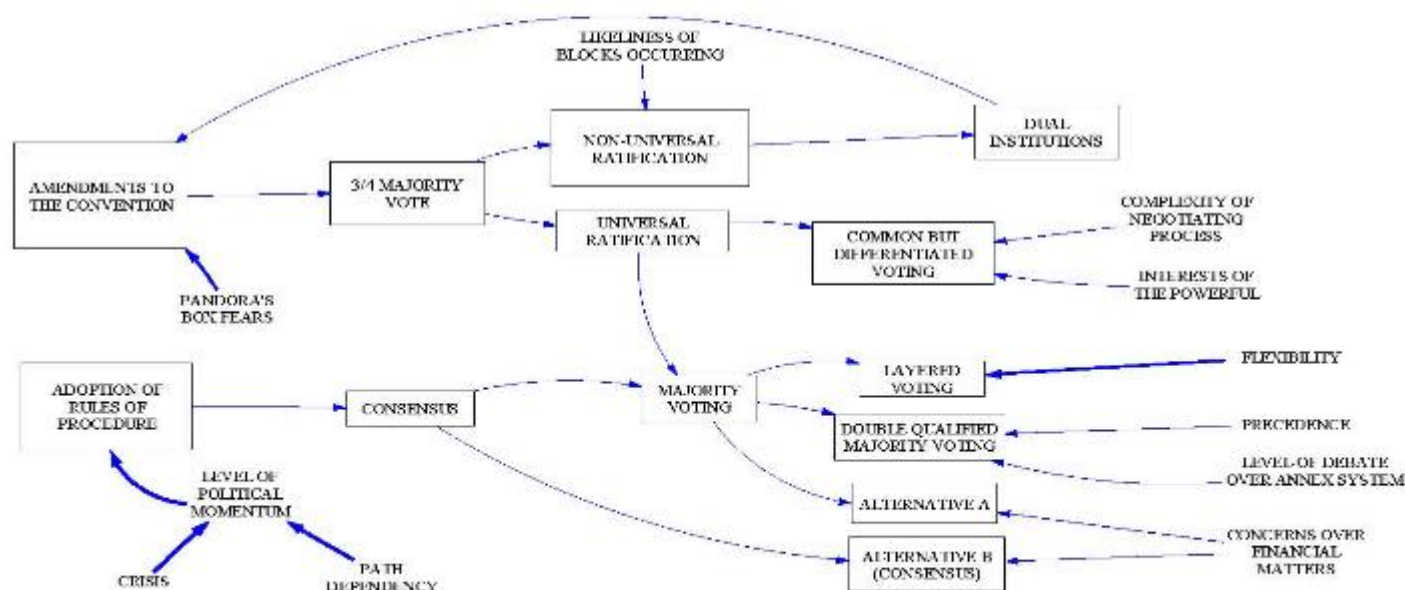 LIKELINESS OF
BLOCKS OCCURRING
DUAL
INSTITUTIONS
NON-UNIVERSAL
RATIFICATION
AMENDMENTS TO
THE CONVENTION
3/4 MAJORITY
VOTE
UNIVERSAL
RATIFICATION
COMMON BUT
DIFFERENTIATED
VOTING
COMPLEXITY OF
NEGOTIATING
PROCESS
INTERESTS OF
THE POWERFUL
PANDORA'S
BOX FEARS
ADOPTION OF
RULES OF
PROCEDURE
CONSENSUS
MAJORITY
VOTING
LAYERED
VOTING
FLEXIBILITY
DOUBLE QUALIFIED
MAJORITY VOTING
PRECEDENCE
LEVEL OF DEBATE
OVER ANNEX SYSTEM
LEVEL OF
POLITICAL
MOMENTUM
ALTERNATIVE A
ALTERNATIVE B
(CONSENSUS)
CONCERNS OVER
FINANCIAL
MATTERS
CRISIS
PATH
DEPENDENCY